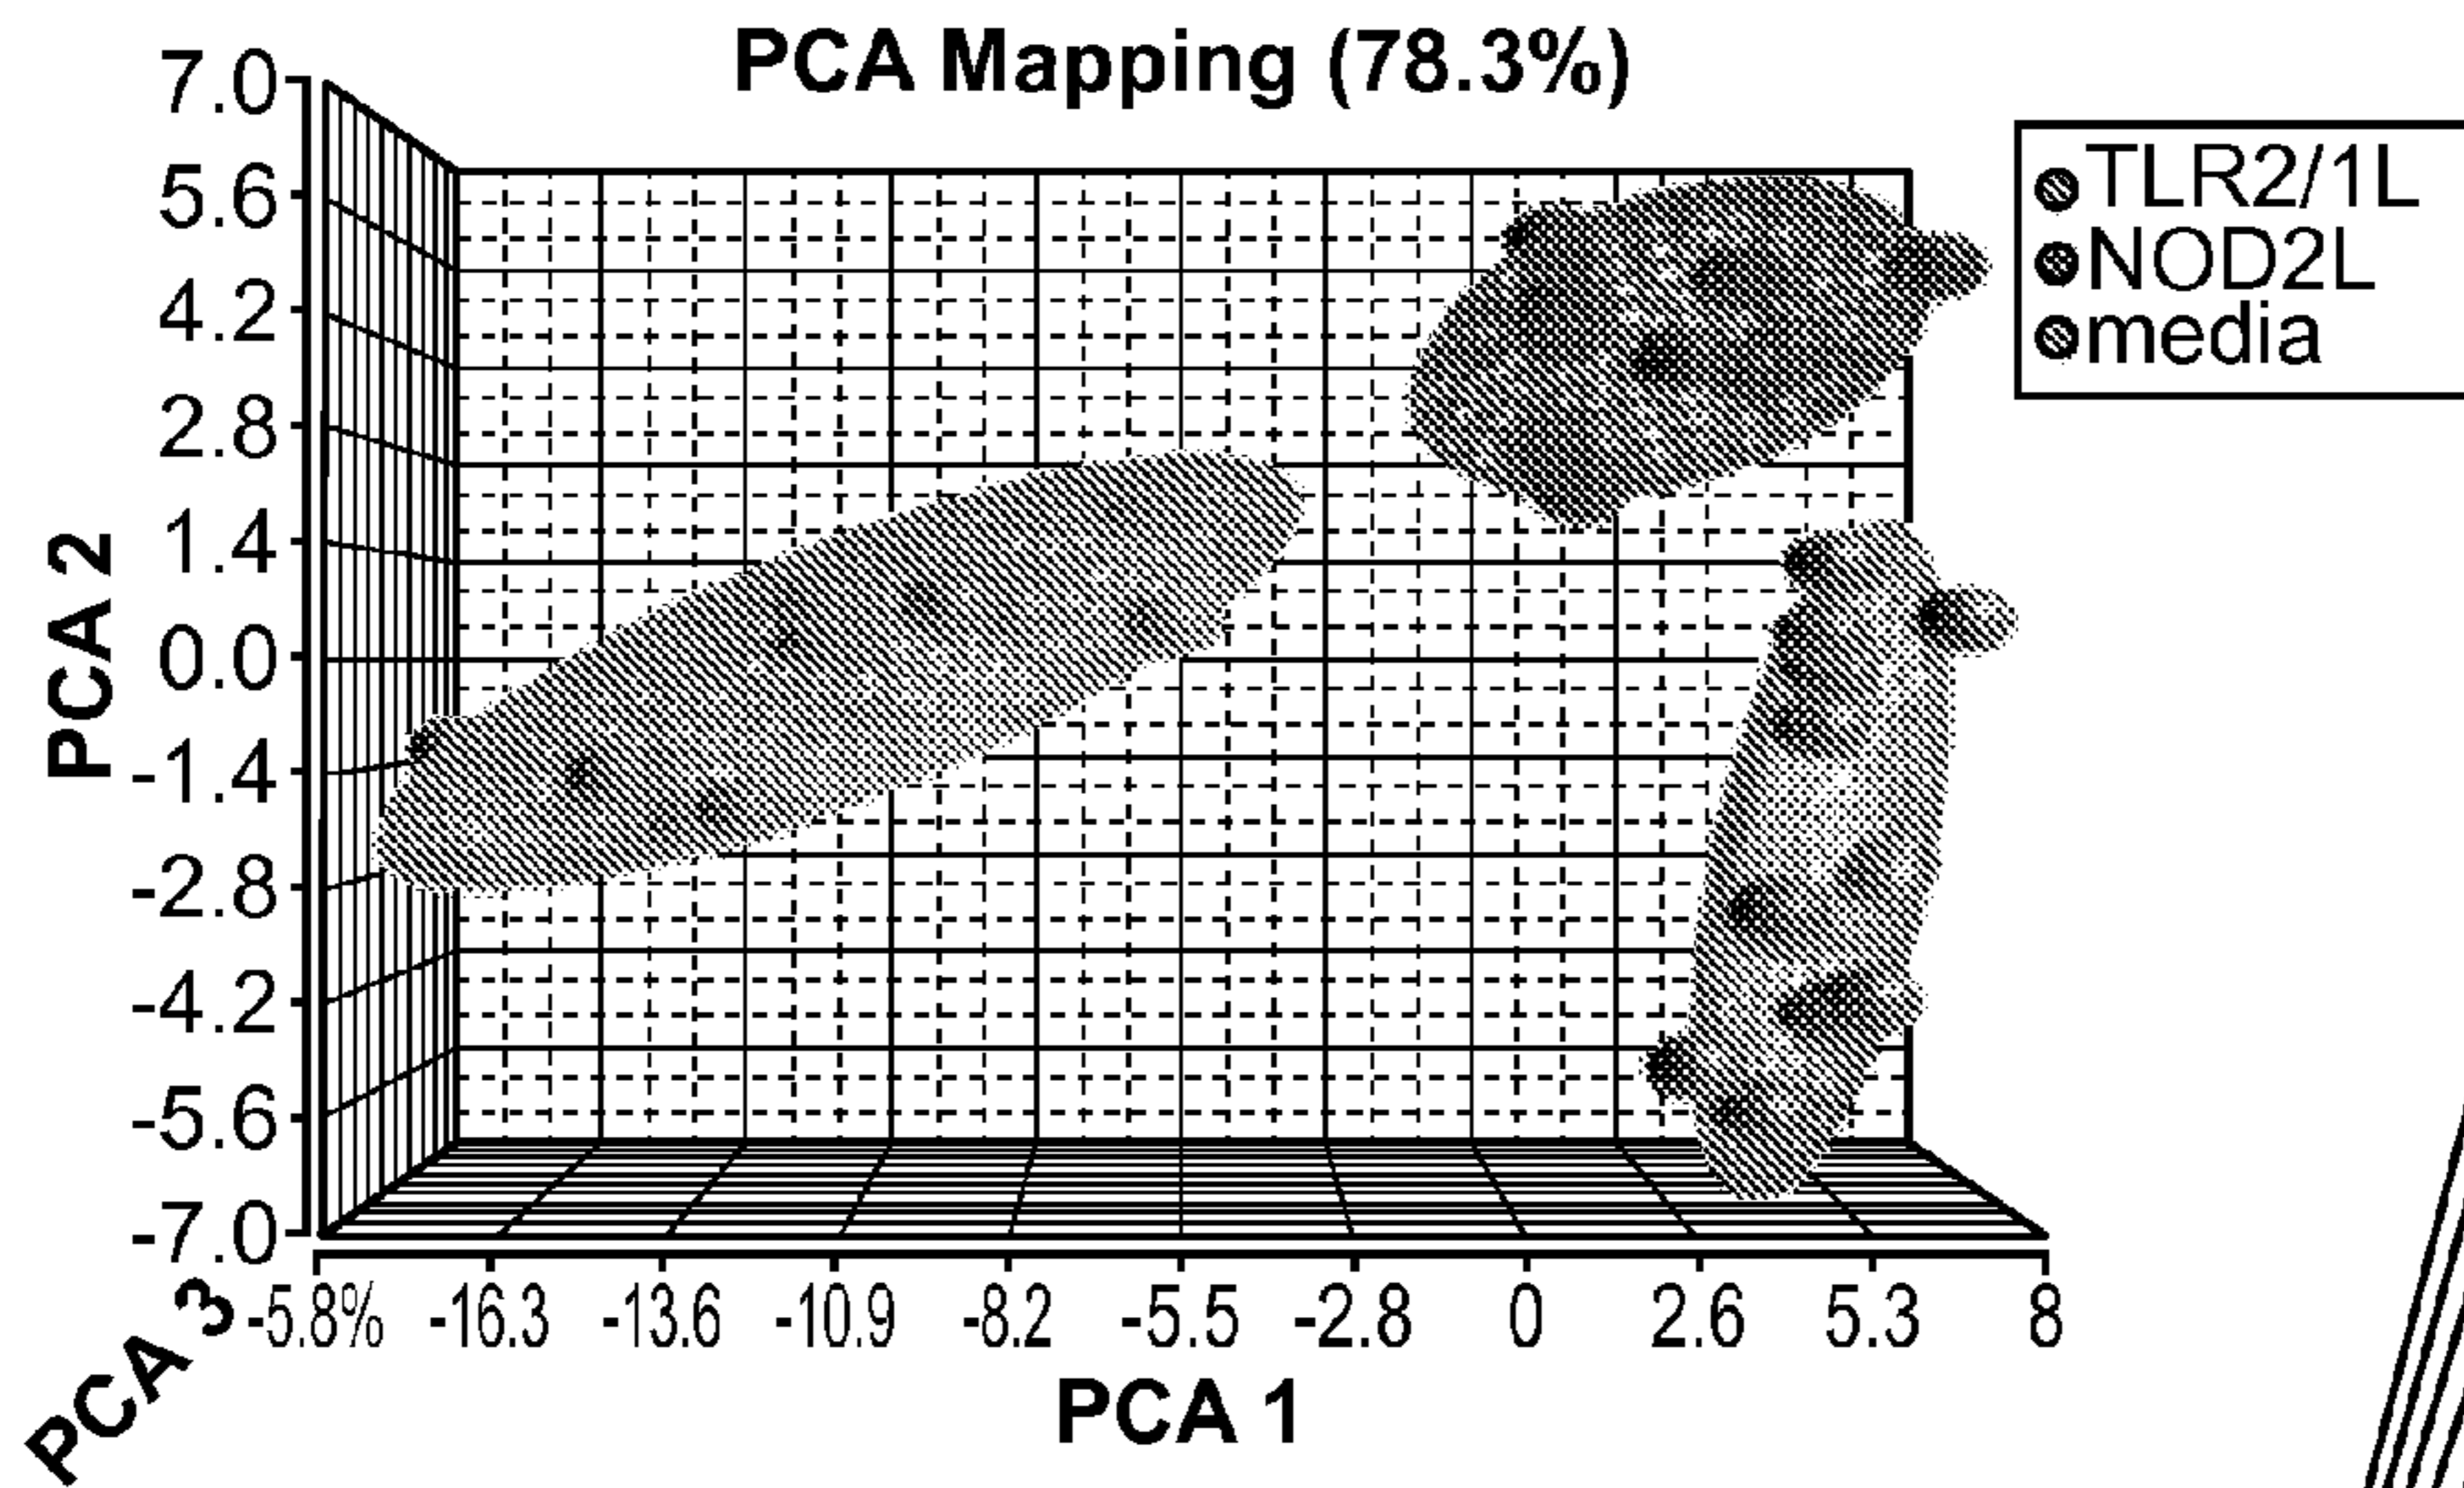 PCA Mapping (78.3%)
7.0
5.6
4.2
2.8
1.4
0.0
-1.4
-2.8
-4.2
-5.6
-7.0
PCA 2
TLR2/1L
NOD2L
media
PCA 3
-5.8% -16.3 -13.6 -10.9 -8.2 -5.5 -2.8 0 2.6 5.3 8
PCA 1